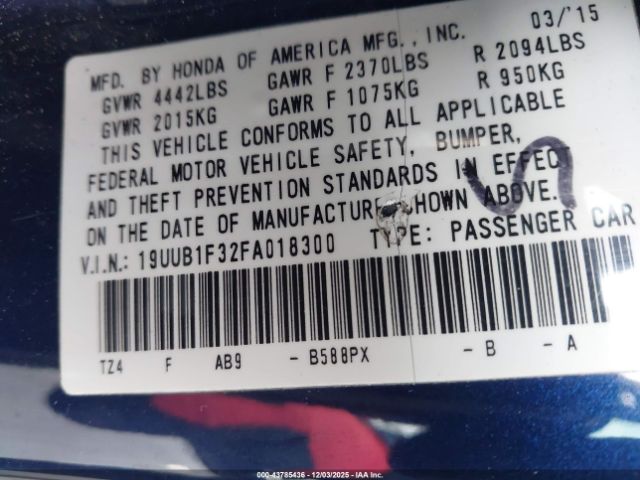 MFD. BY HONDA OF AMERICA MFG., INC. 03/'15
GVWR 4442LBS GAWR F 2370LBS R 2094LBS
GVWR 2015KG GAWR F 1075KG R 950KG
THIS VEHICLE CONFORMS TO ALL APPLICABLE
FEDERAL MOTOR VEHICLE SAFETY, BUMPER,
AND THEFT PREVENTION STANDARDS IN EFFECT
ON THE DATE OF MANUFACTURE SHOWN ABOVE.
V.I.N.: 19UUB1F32FA018300 TYPE: PASSENGER CAR
TZ4 F AB9 - B588PX - B - A
000-43785436 - 12/03/2025 - IAA Inc.